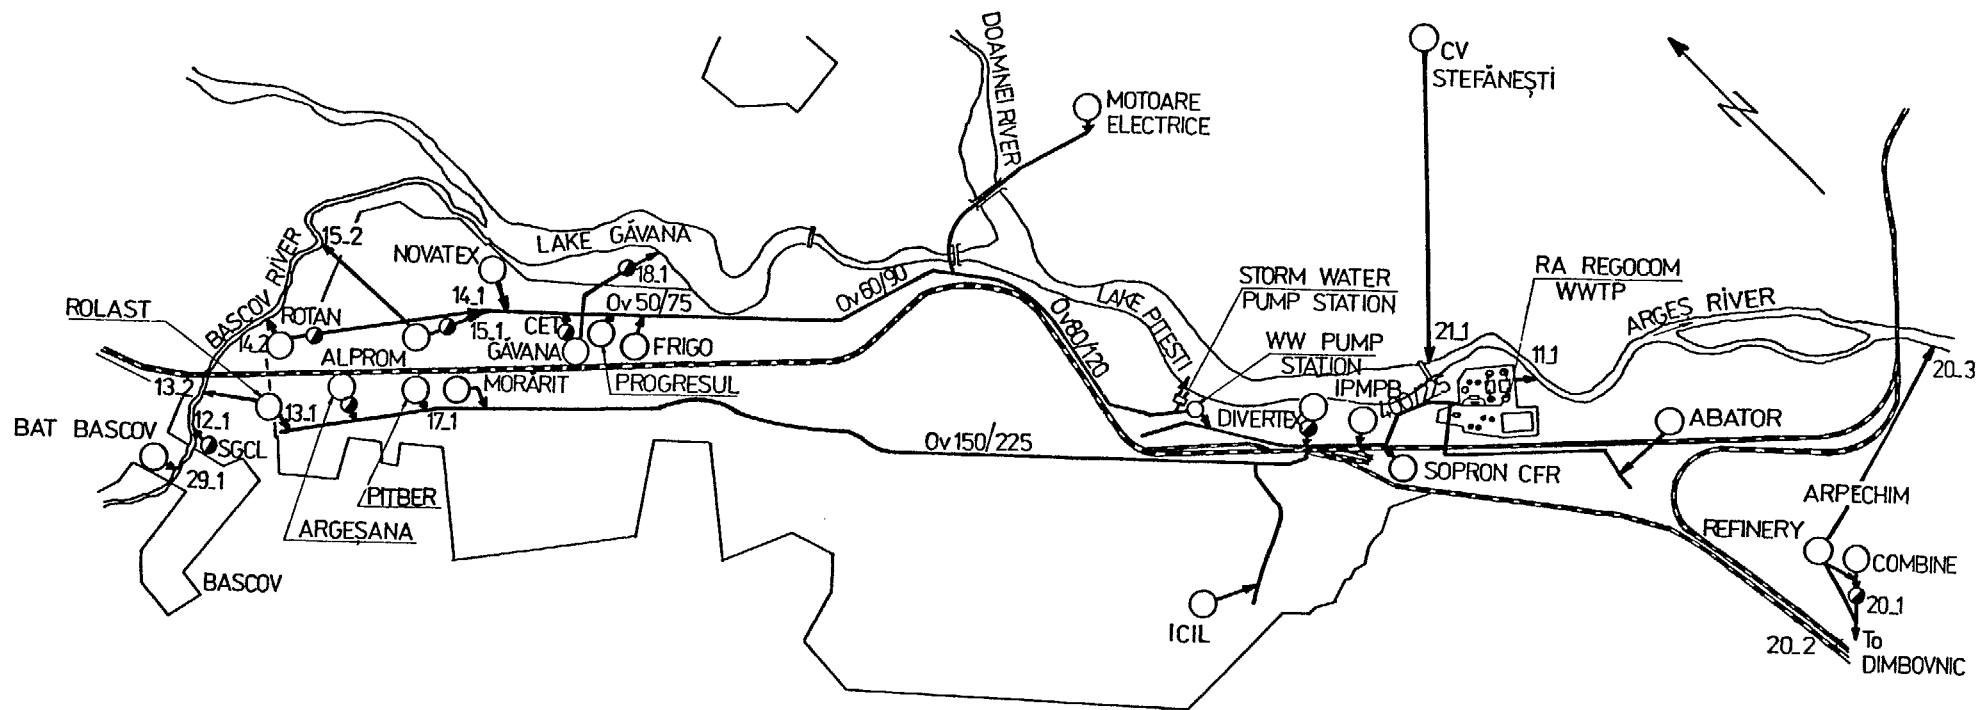 DOAMNEI RIVER
CV
STEFĂNEȘTI
MOTOARE
ELECTRICE
BASCOV RIVER
15_2
NOVATEX
LAKE GĂVANA
18_1
14_1
Ov 50/75
Ov 60/90
LAKE PITEȘTI
STORM WATER
PUMP STATION
RA REGOCOM
WWTP
ARGES RIVER
ROLAST
ROTAN
14_2
ALPROM
15_1
CET
GĂVANA
FRIGO
Ov80/120
WW PUMP
STATION
21_1
11_1
20_3
13_2
MORĂRIT
PROGRESUL
IPMPB
12_1
13_1
17_1
DIVERTEX
ABATOR
BAT BASCOV
SGCL
Ov 150/225
29_1
PITBER
SOPRON CFR
ARPECHIM
ARGEȘANA
REFINERY
COMBINE
BASCOV
20_1
ICIL
20_2
To
DIMBOVNIC